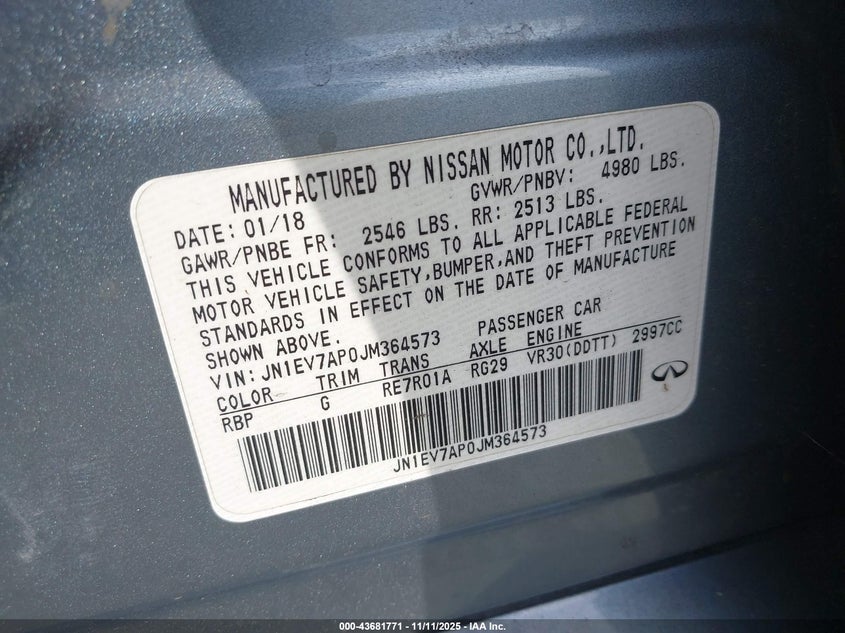 MANUFACTURED BY NISSAN MOTOR CO.,LTD.
DATE: 01/18 GVWR/PNBV: 4980 LBS.
GAWR/PNBE FR: 2546 LBS. RR: 2513 LBS.
THIS VEHICLE CONFORMS TO ALL APPLICABLE FEDERAL
MOTOR VEHICLE SAFETY,BUMPER,AND THEFT PREVENTION
STANDARDS IN EFFECT ON THE DATE OF MANUFACTURE
SHOWN ABOVE.
VIN: JN1EV7AP0JM364573 PASSENGER CAR
COLOR TRIM TRANS AXLE ENGINE
RBP G RE7R01A RG29 VR30(DDTT) 2997CC
JN1EV7AP0JM364573
000-43681771 - 11/11/2025 - IAA Inc.